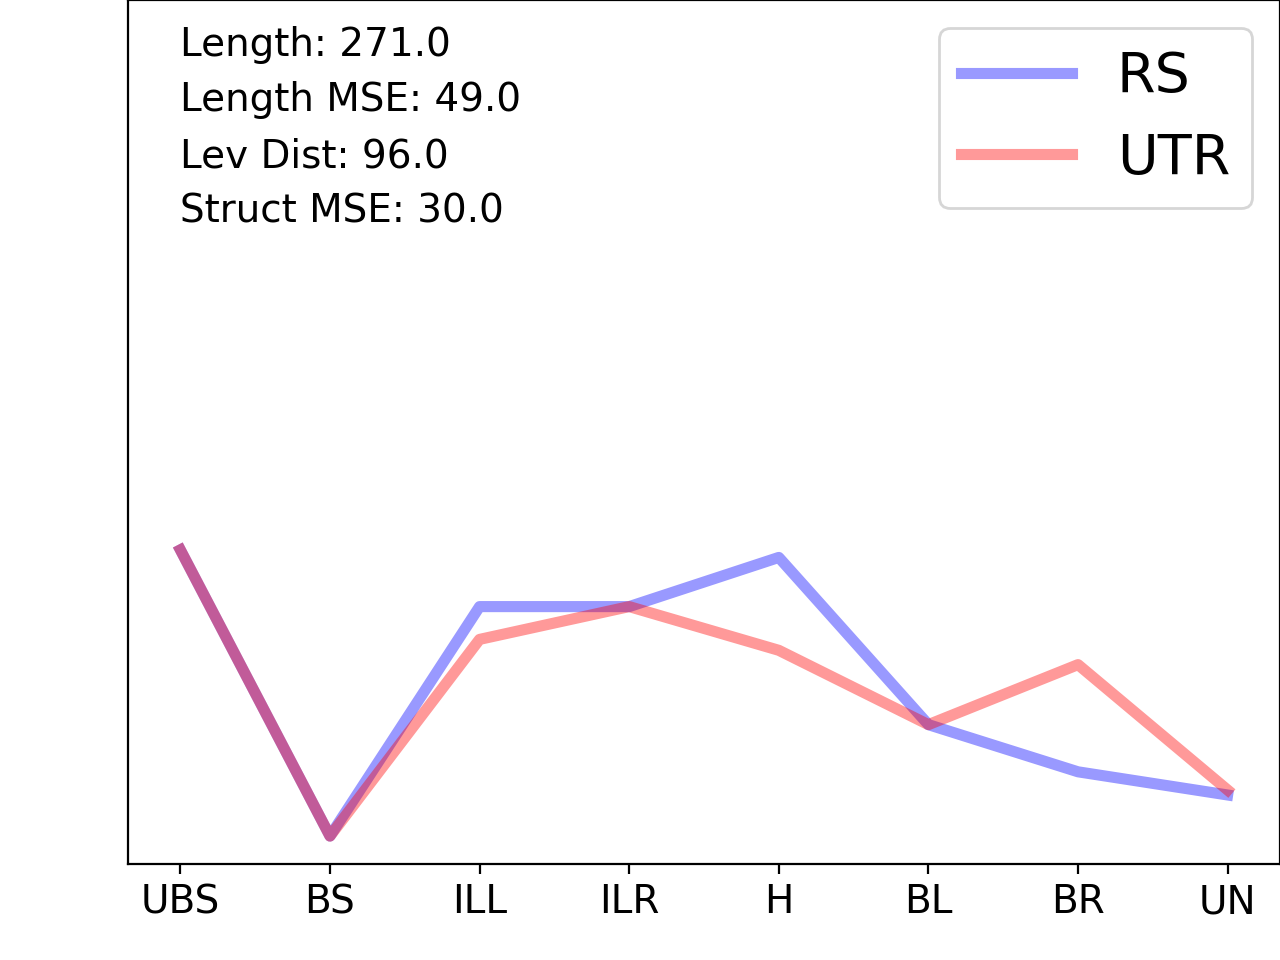 Length: 271.0
Length MSE: 49.0
Lev Dist: 96.0
Struct MSE: 30.0
RS
UTR
UBS BS ILL ILR H BL BR UN